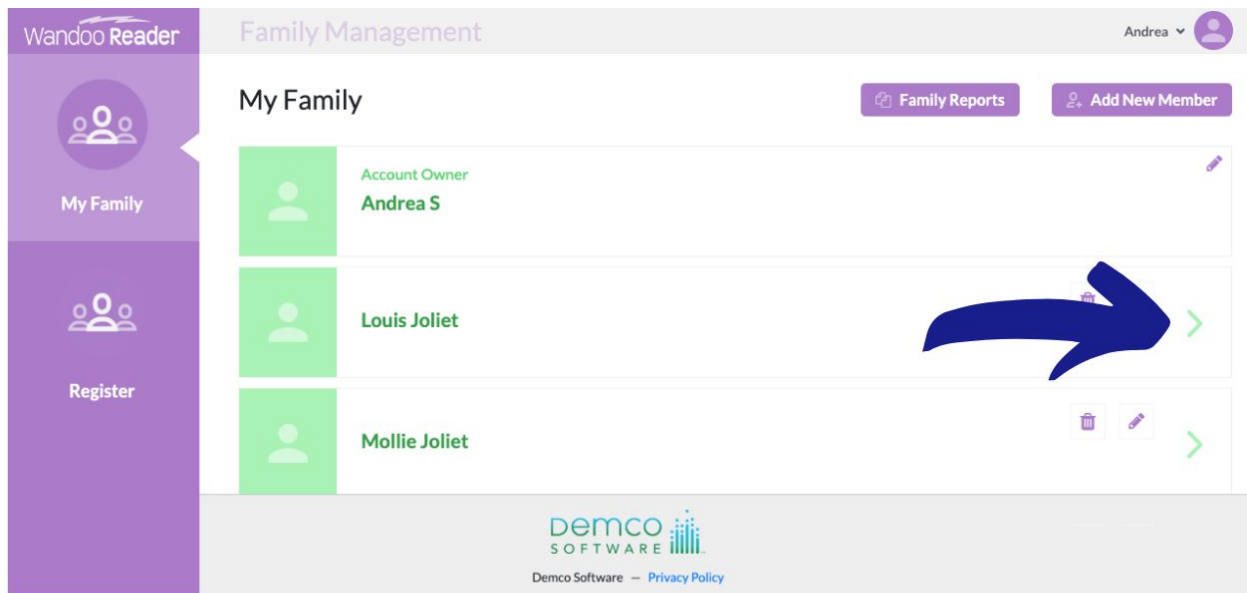 Wandoo Reader
Family Management
Andrea
My Family
Family Reports
Add New Member
My Family
Account Owner
Andrea S
Louis Joliet
Register
Mollie Joliet
Demco
SOFTWARE
Demco Software — Privacy Policy